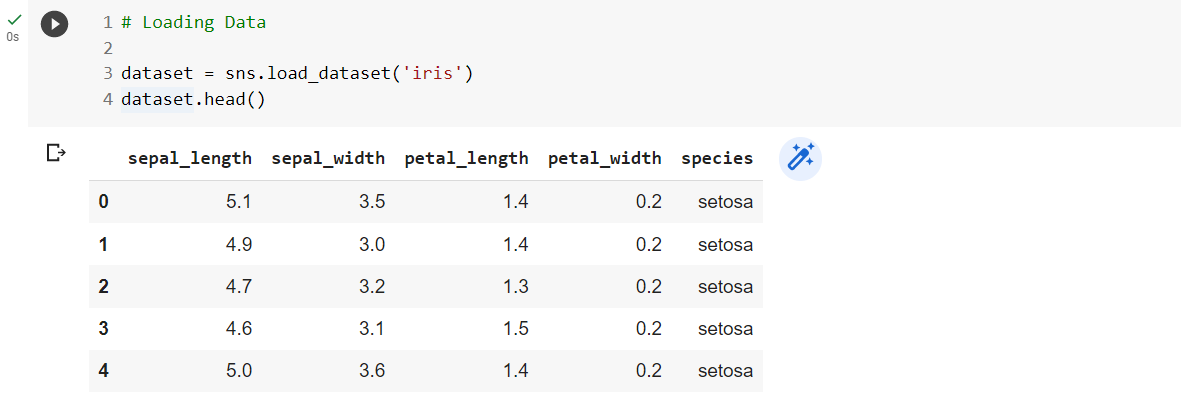 0s
1 # Loading Data
2
3 dataset = sns.load_dataset('iris')
4 dataset.head()
sepal_length sepal_width petal_length petal_width species
0 5.1 3.5 1.4 0.2 setosa
1 4.9 3.0 1.4 0.2 setosa
2 4.7 3.2 1.3 0.2 setosa
3 4.6 3.1 1.5 0.2 setosa
4 5.0 3.6 1.4 0.2 setosa